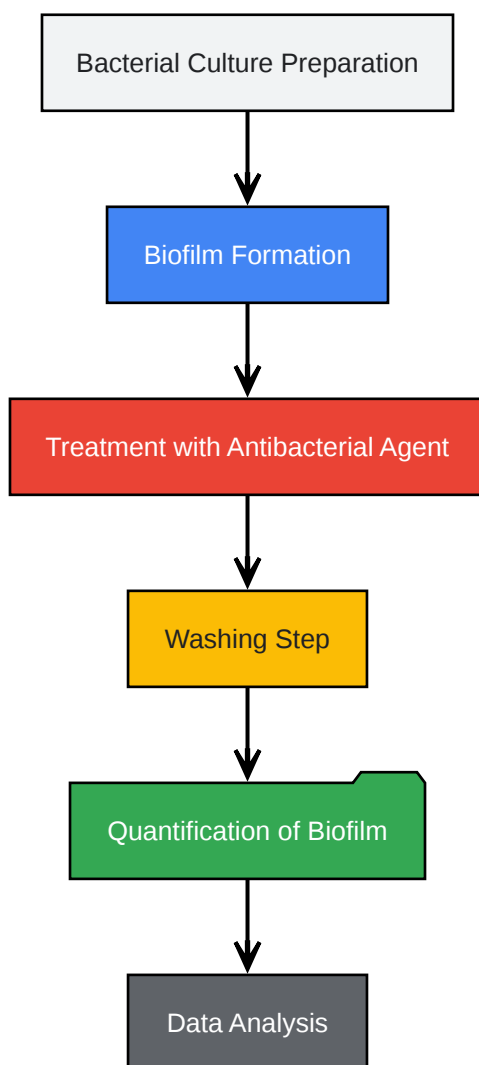 Bacterial Culture Preparation
Biofilm Formation
Treatment with Antibacterial Agent
Washing Step
Quantification of Biofilm
Data Analysis